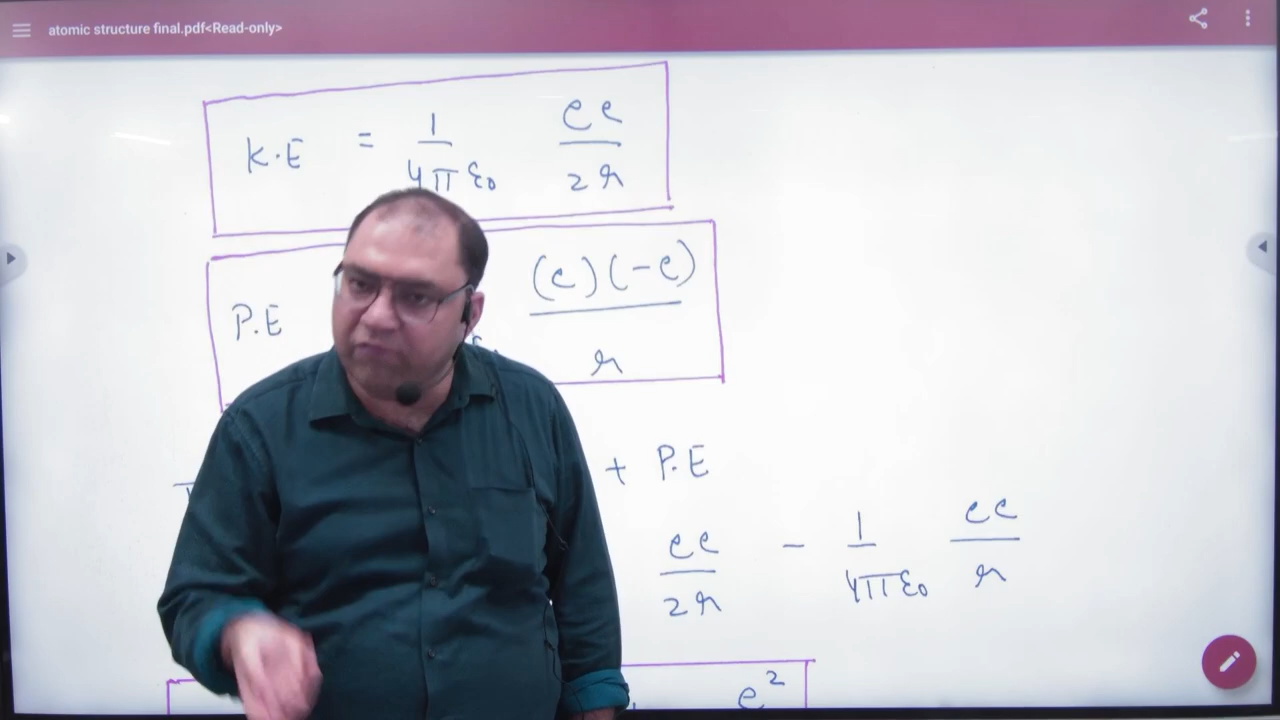 atomic structure final.pdf<Read-only>
K.E = 1/4πε0 ee/2r
P.E (e)(-e)/r
+ P.E
ee/2r - 1/4πε0 ee/r
e²